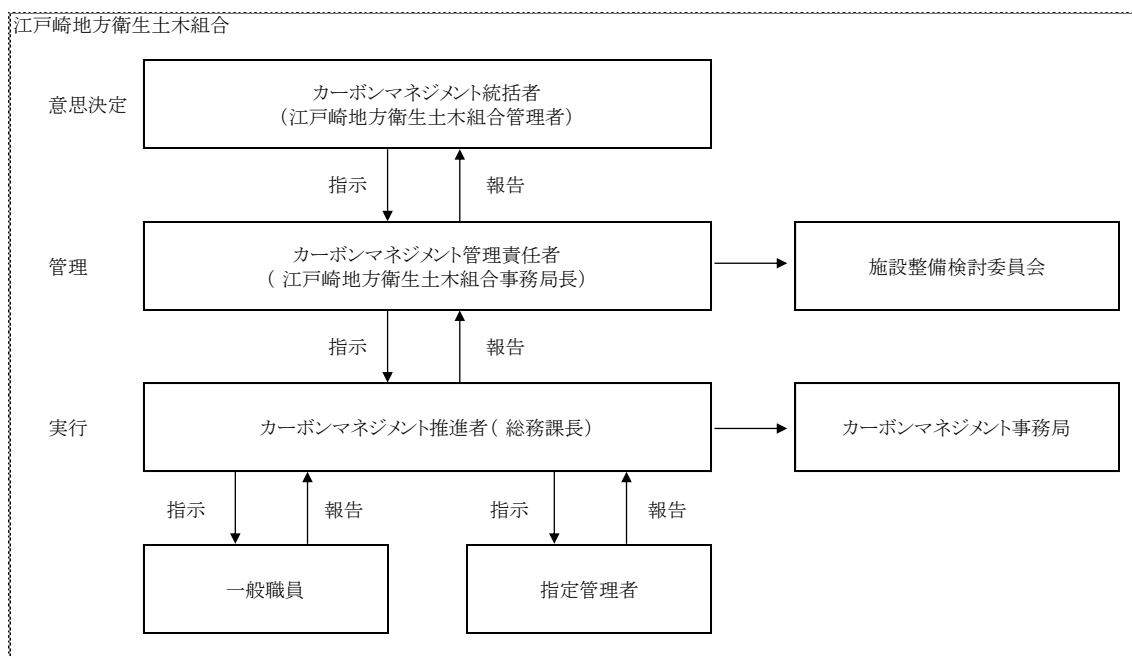 江戸崎地方衛生土木組合
意思決定
カーボンマネジメント統括者
(江戸崎地方衛生土木組合管理者)
指示
報告
管理
カーボンマネジメント管理責任者
( 江戸崎地方衛生土木組合事務局長)
施設整備検討委員会
指示
報告
実行
カーボンマネジメント推進者( 総務課長)
カーボンマネジメント事務局
指示
報告
指示
報告
一般職員
指定管理者